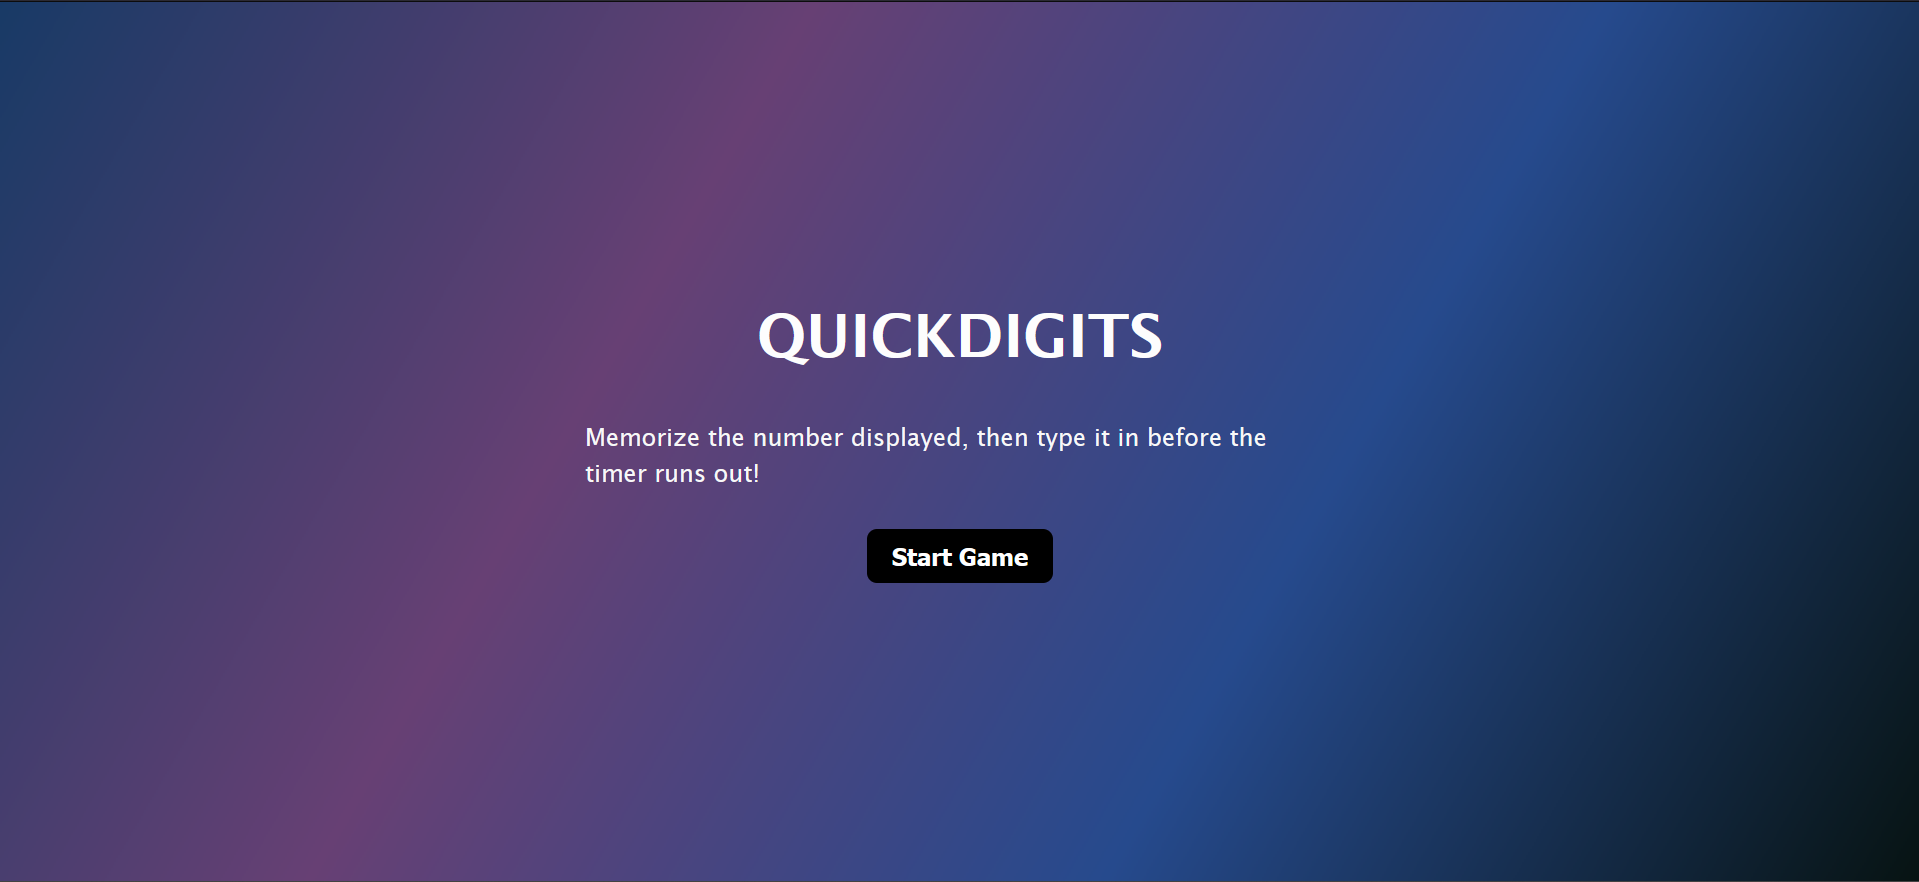 QUICKDIGITS
Memorize the number displayed, then type it in before the
timer runs out!
Start Game